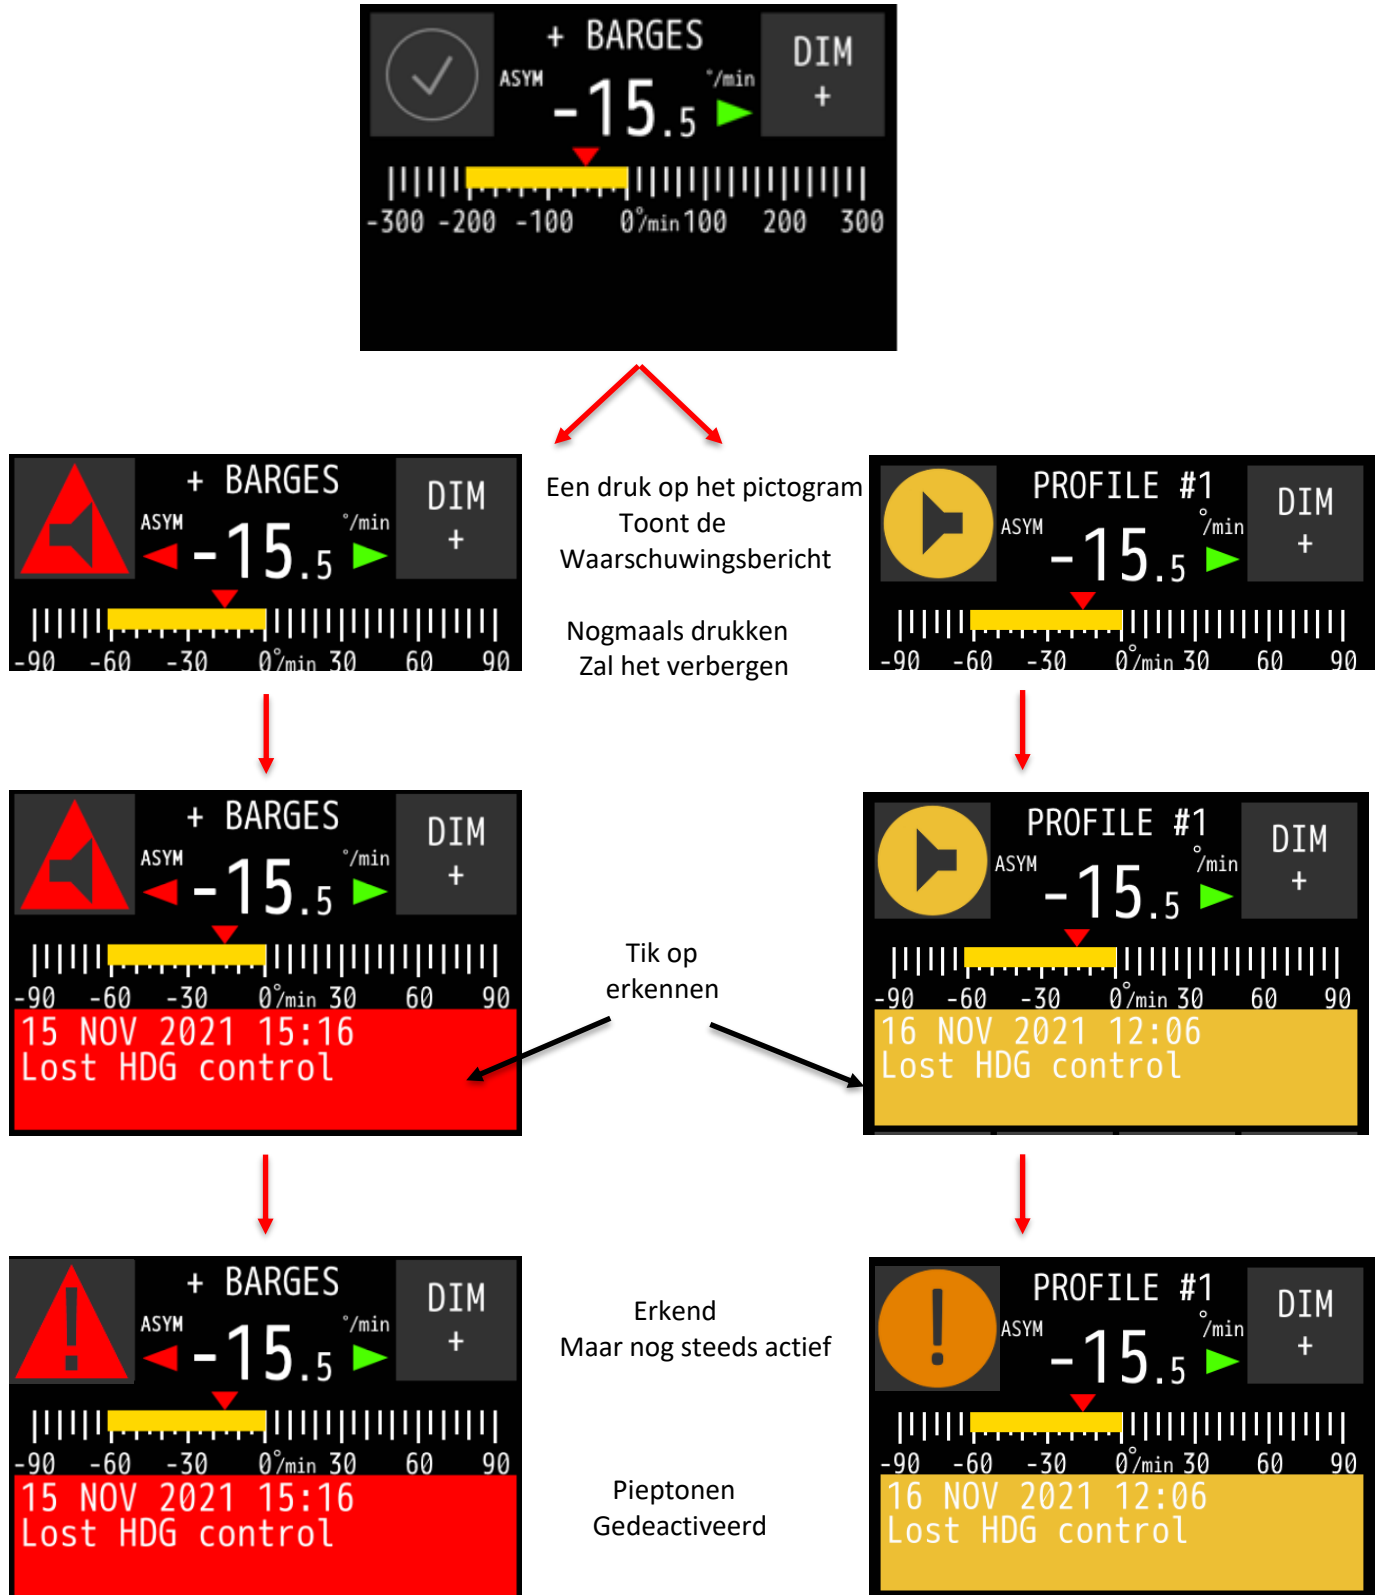 + BARGES
DIM
+
ASYM
-15.5
°/min
-300 -200 -100 0°/min 100 200 300
+ BARGES
DIM
+
ASYM
-15.5
°/min
-90 -60 -30 0°/min 30 60 90
Een druk op het pictogram
Toont de
Waarschuwingsbericht
Nogmaals drukken
Zal het verbergen
PROFILE #1
DIM
+
ASYM
-15.5
°/min
-90 -60 -30 0°/min 30 60 90
+ BARGES
DIM
+
ASYM
-15.5
°/min
-90 -60 -30 0°/min 30 60 90
15 NOV 2021 15:16
Lost HDG control
Tik op
erkennen
PROFILE #1
DIM
+
ASYM
-15.5
°/min
-90 -60 -30 0°/min 30 60 90
16 NOV 2021 12:06
Lost HDG control
+ BARGES
DIM
+
ASYM
-15.5
°/min
-90 -60 -30 0°/min 30 60 90
15 NOV 2021 15:16
Lost HDG control
Erkend
Maar nog steeds actief
Pieptonen
Gedeactiveerd
PROFILE #1
DIM
+
ASYM
-15.5
°/min
-90 -60 -30 0°/min 30 60 90
16 NOV 2021 12:06
Lost HDG control